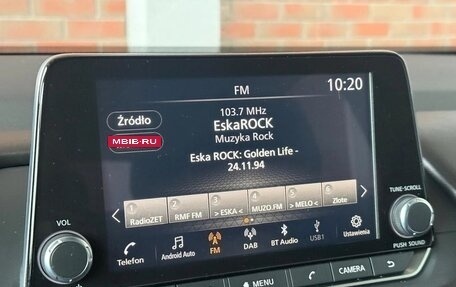 FM
10:20
Źródło
103.7 MHz
EskaROCK
Muzyka Rock
MBIB.RU
Eska ROCK: Golden Life -
24.11.94
1 RadioZET
2 RMF FM
3 > ESKA <
4 MUZO.FM
5 > MELO <
6 Zlote
Telefon
Android Auto
FM
DAB
BT Audio
USB1
Ustawienia
VOL
TUNE-SCROLL
PUSH SOUND
MENU
CAMERA